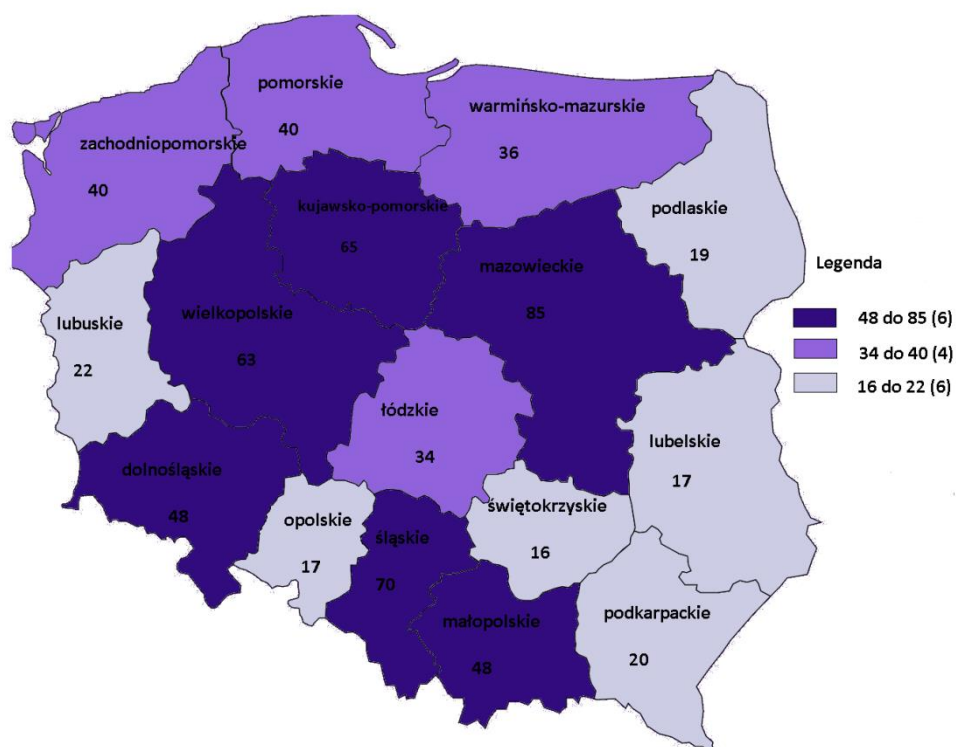 pomorskie
40
warmińsko-mazurskie
36
zachodniopomorskie
40
kujawsko-pomorskie
65
podlaskie
19
mazowieckie
85
Legenda
48 do 85 (6)
34 do 40 (4)
16 do 22 (6)
lubuskie
22
wielkopolskie
63
łódzkie
34
lubelskie
17
dolnośląskie
48
opolskie
17
śląskie
70
świętokrzyskie
16
małopolskie
48
podkarpackie
20